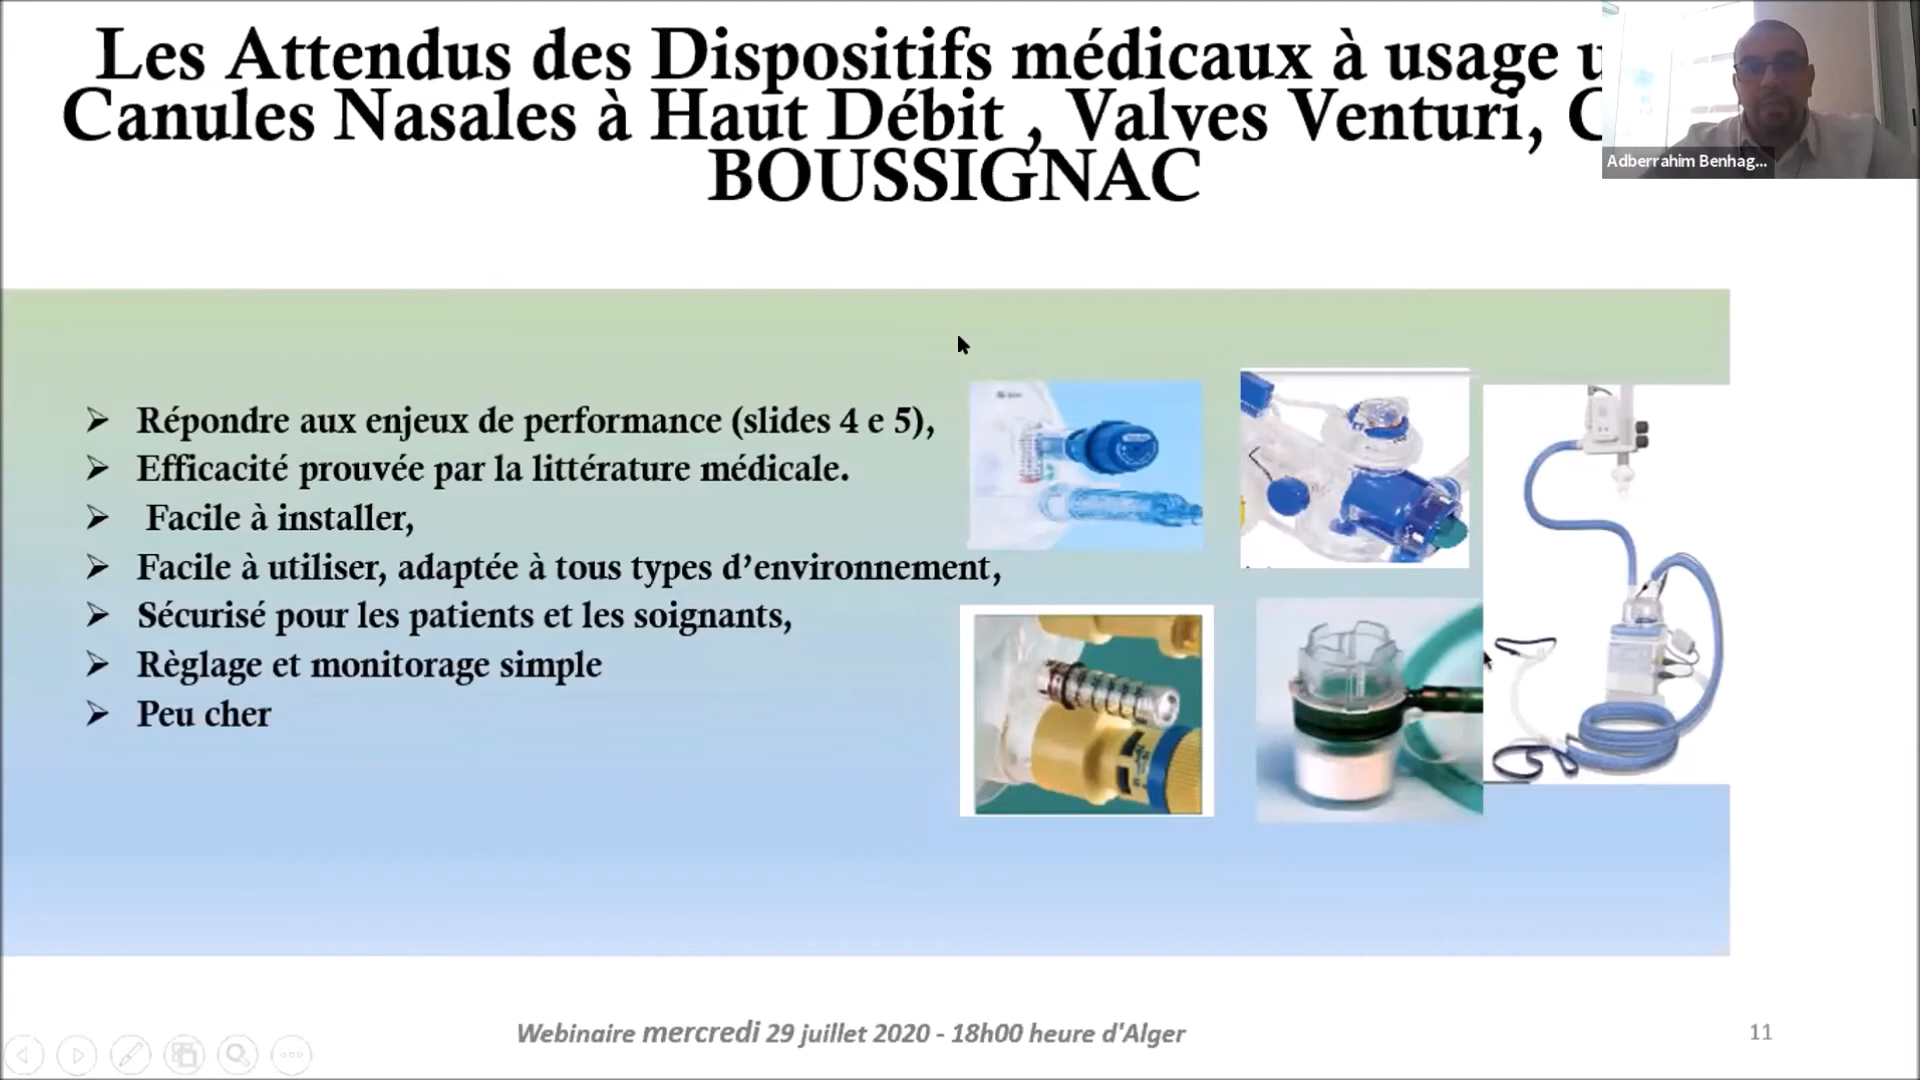 Les Attendus des Dispositifs médicaux à usage
Canules Nasales à Haut Débit , Valves Venturi,
BOUSSIGNAC
Adberrahim Benhag...
➢ Répondre aux enjeux de performance (slides 4 e 5),
➢ Efficacité prouvée par la littérature médicale.
➢ Facile à installer,
➢ Facile à utiliser, adaptée à tous types d’environnement,
➢ Sécurisé pour les patients et les soignants,
➢ Règlage et monitorage simple
➢ Peu cher
Webinaire mercredi 29 juillet 2020 - 18h00 heure d'Alger
11